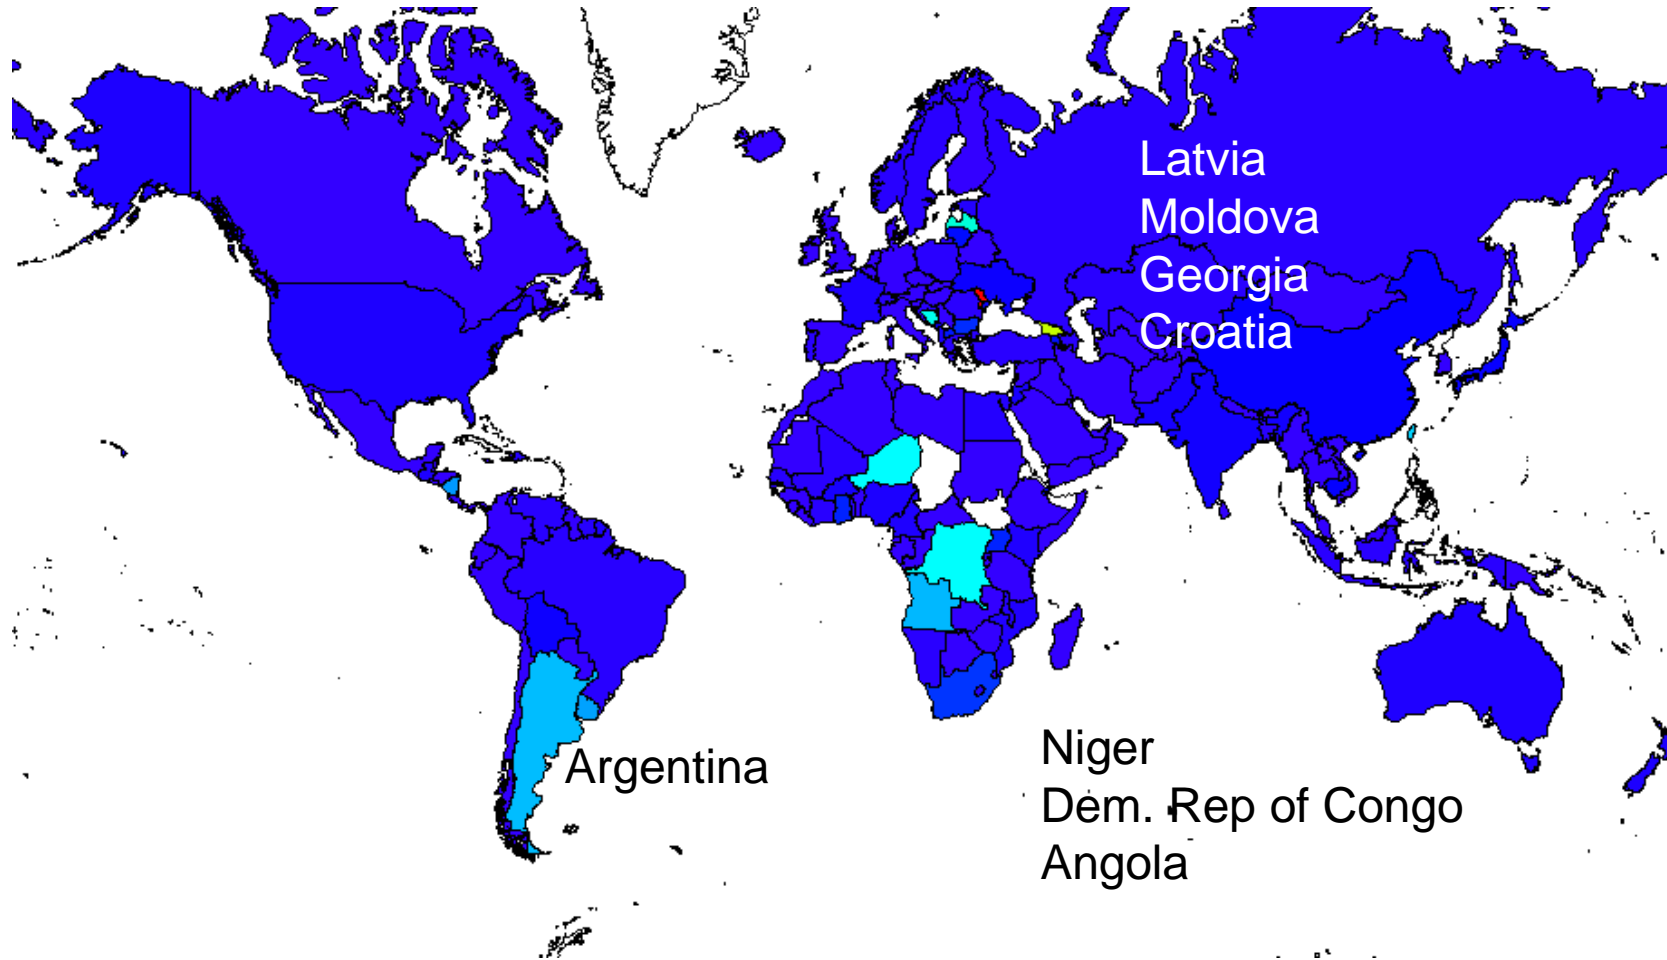 Latvia
Moldova
Georgia
Croatia
Argentina
Niger
Dem. Rep of Congo
Angola